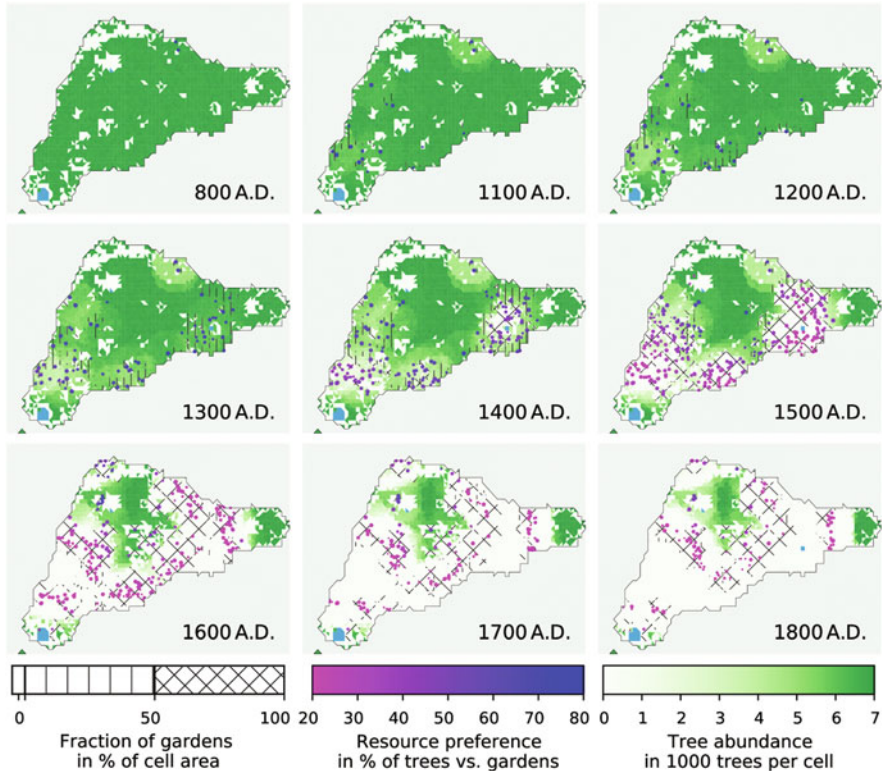 800 A.D.
1100 A.D.
1200 A.D.
1300 A.D.
1400 A.D.
1500 A.D.
1600 A.D.
1700 A.D.
1800 A.D.
0 50 100
Fraction of gardens
in % of cell area
20 30 40 50 60 70 80
Resource preference
in % of trees vs. gardens
0 1 2 3 4 5 6 7
Tree abundance
in 1000 trees per cell